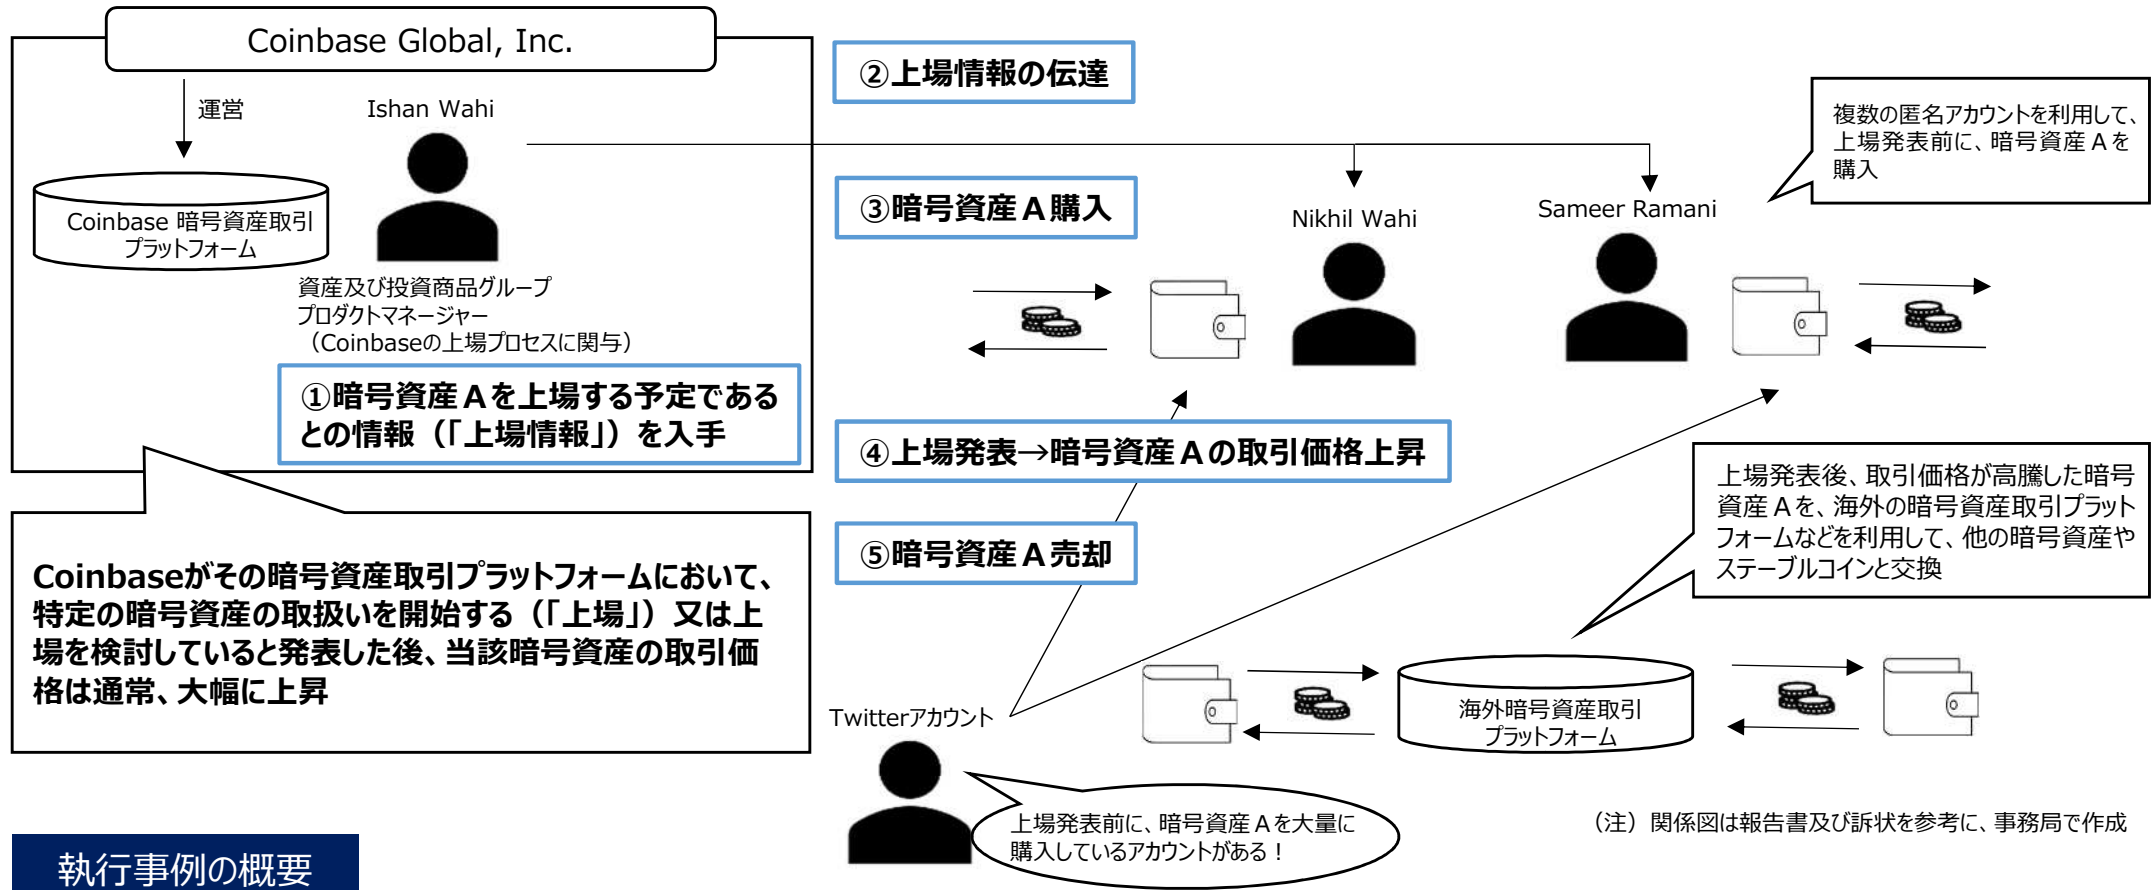 Coinbase Global, Inc.
運営
Ishan Wahi
Coinbase 暗号資産取引
プラットフォーム
資産及び投資商品グループ
プロダクトマネージャー
（Coinbaseの上場プロセスに関与）
①暗号資産Ａを上場する予定である
との情報（「上場情報」）を入手
Coinbaseがその暗号資産取引プラットフォームにおいて、
特定の暗号資産の取扱いを開始する（「上場」）又は上
場を検討していると発表した後、当該暗号資産の取引価
格は通常、大幅に上昇
②上場情報の伝達
③暗号資産Ａ購入
Nikhil Wahi
Sameer Ramani
複数の匿名アカウントを利用して、
上場発表前に、暗号資産Ａを
購入
④上場発表→暗号資産Ａの取引価格上昇
⑤暗号資産Ａ売却
上場発表後、取引価格が高騰した暗号
資産Ａを、海外の暗号資産取引プラット
フォームなどを利用して、他の暗号資産や
ステーブルコインと交換
Twitterアカウント
海外暗号資産取引
プラットフォーム
上場発表前に、暗号資産Ａを大量に
購入しているアカウントがある！
（注）関係図は報告書及び訴状を参考に、事務局で作成
執行事例の概要